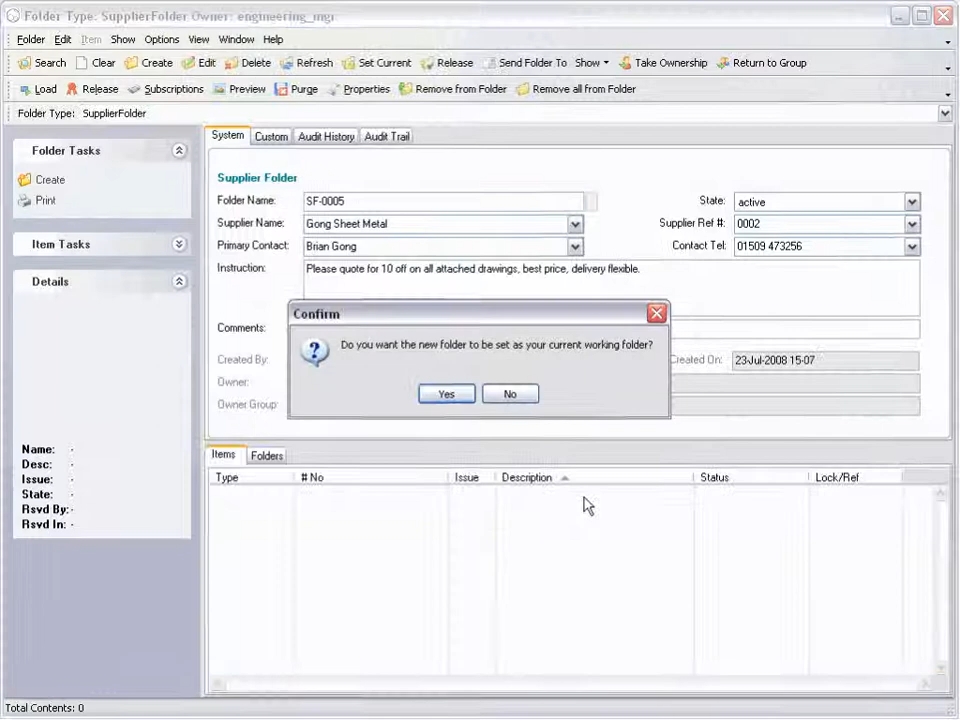 Folder Type: SupplierFolder Owner: engineering_mgr
Folder Edit Item Show Options View Window Help
Search Clear Create Edit Delete Refresh Set Current Release Send Folder To Show Take Ownership Return to Group
Load Release Subscriptions Preview Purge Properties Remove from Folder Remove all from Folder
Folder Type: SupplierFolder
System Custom Audit History Audit Trail
Folder Tasks
Create
Print
Item Tasks
Details
Name: -
Desc: -
Issue: -
State: -
Rsvd By: -
Rsvd In: -
Supplier Folder
Folder Name: SF-0005 State: active
Supplier Name: Gong Sheet Metal Supplier Ref #: 0002
Primary Contact: Brian Gong Contact Tel: 01509 473256
Instruction: Please quote for 10 off on all attached drawings, best price, delivery flexible.
Comments:
Created By: Created On: 23-Jul-2008 15-07
Owner:
Owner Group:
Confirm
Do you want the new folder to be set as your current working folder?
Yes No
Items Folders
Type # No Issue Description Status Lock/Ref
Total Contents: 0